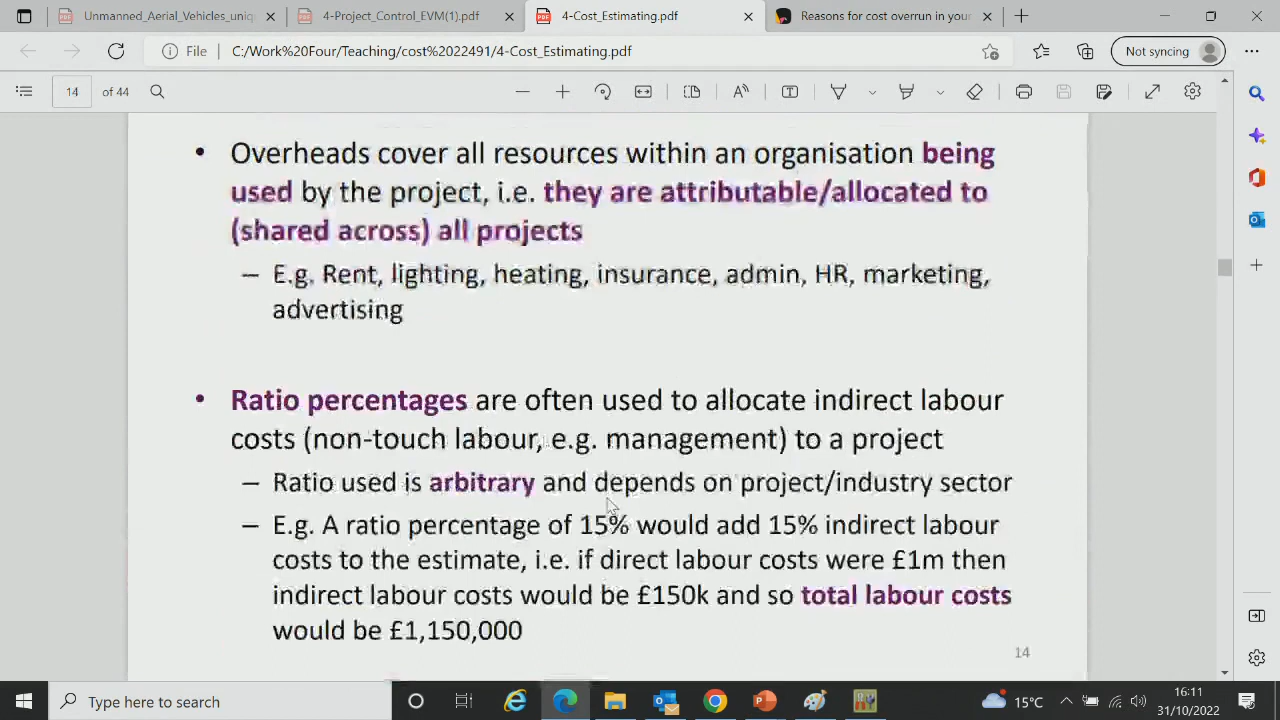 Unmanned_Aerial_Vehicles_uniq
4-Project_Control_EVM(1).pdf
4-Cost_Estimating.pdf
Reasons for cost overrun in your
File
C:/Work%20Four/Teaching/cost%2022491/4-Cost_Estimating.pdf
Not syncing
14 of 44
• Overheads cover all resources within an organisation being
used by the project, i.e. they are attributable/allocated to
(shared across) all projects
– E.g. Rent, lighting, heating, insurance, admin, HR, marketing,
advertising
• Ratio percentages are often used to allocate indirect labour
costs (non-touch labour, e.g. management) to a project
– Ratio used is arbitrary and depends on project/industry sector
– E.g. A ratio percentage of 15% would add 15% indirect labour
costs to the estimate, i.e. if direct labour costs were £1m then
indirect labour costs would be £150k and so total labour costs
would be £1,150,000
14
Type here to search
15°C
16:11
31/10/2022